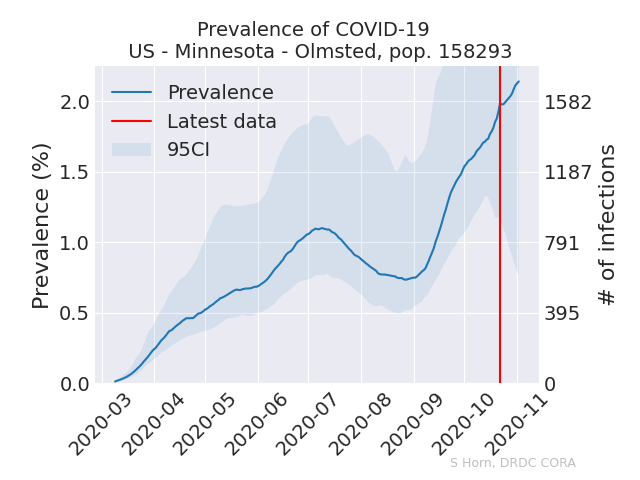 Prevalence of COVID-19
US - Minnesota - Olmsted, pop. 158293
Prevalence
Latest data
95CI
Prevalence (%)
2.0
1.5
1.0
0.5
0.0
1582
1187
791
395
0
# of infections
2020-03
2020-04
2020-05
2020-06
2020-07
2020-08
2020-09
2020-10
2020-11
S Horn, DRDC CORA